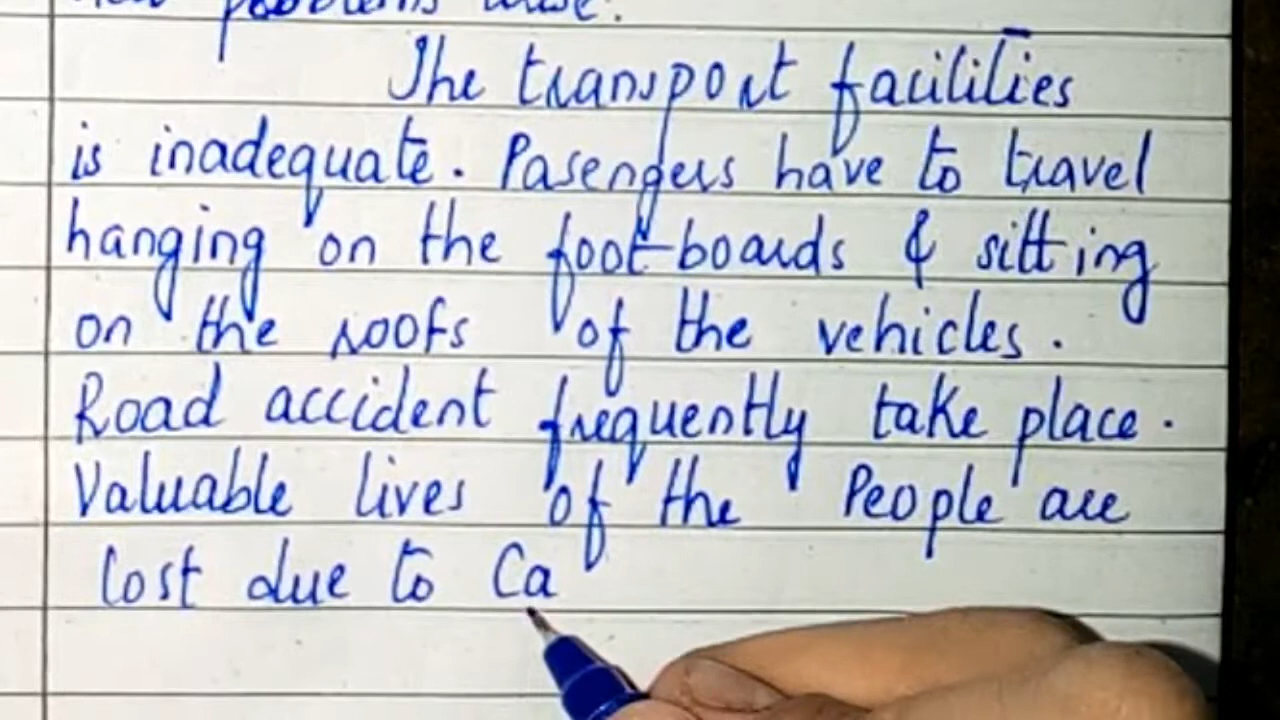 problems
The transport facilities
is inadequate. Pasengers have to travel
hanging on the foot-boards & sitting
on the roofs of the vehicles.
Road accident frequently take place.
Valuable lives of the People are
lost due to Ca